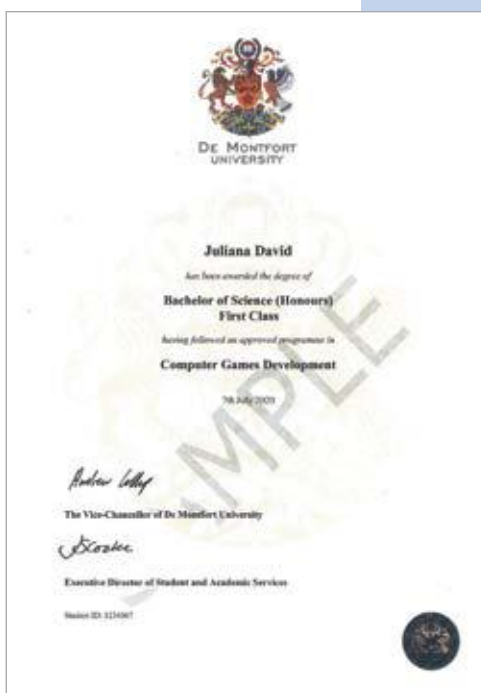 DE MONTFORT
UNIVERSITY
Juliana David
has been awarded the degree of
Bachelor of Science (Honours)
First Class
having followed an approved programme in
Computer Games Development
7th July 2020
SAMPLE
The Vice-Chancellor of De Montfort University
Executive Director of Student and Academic Services
Student ID: 1234567